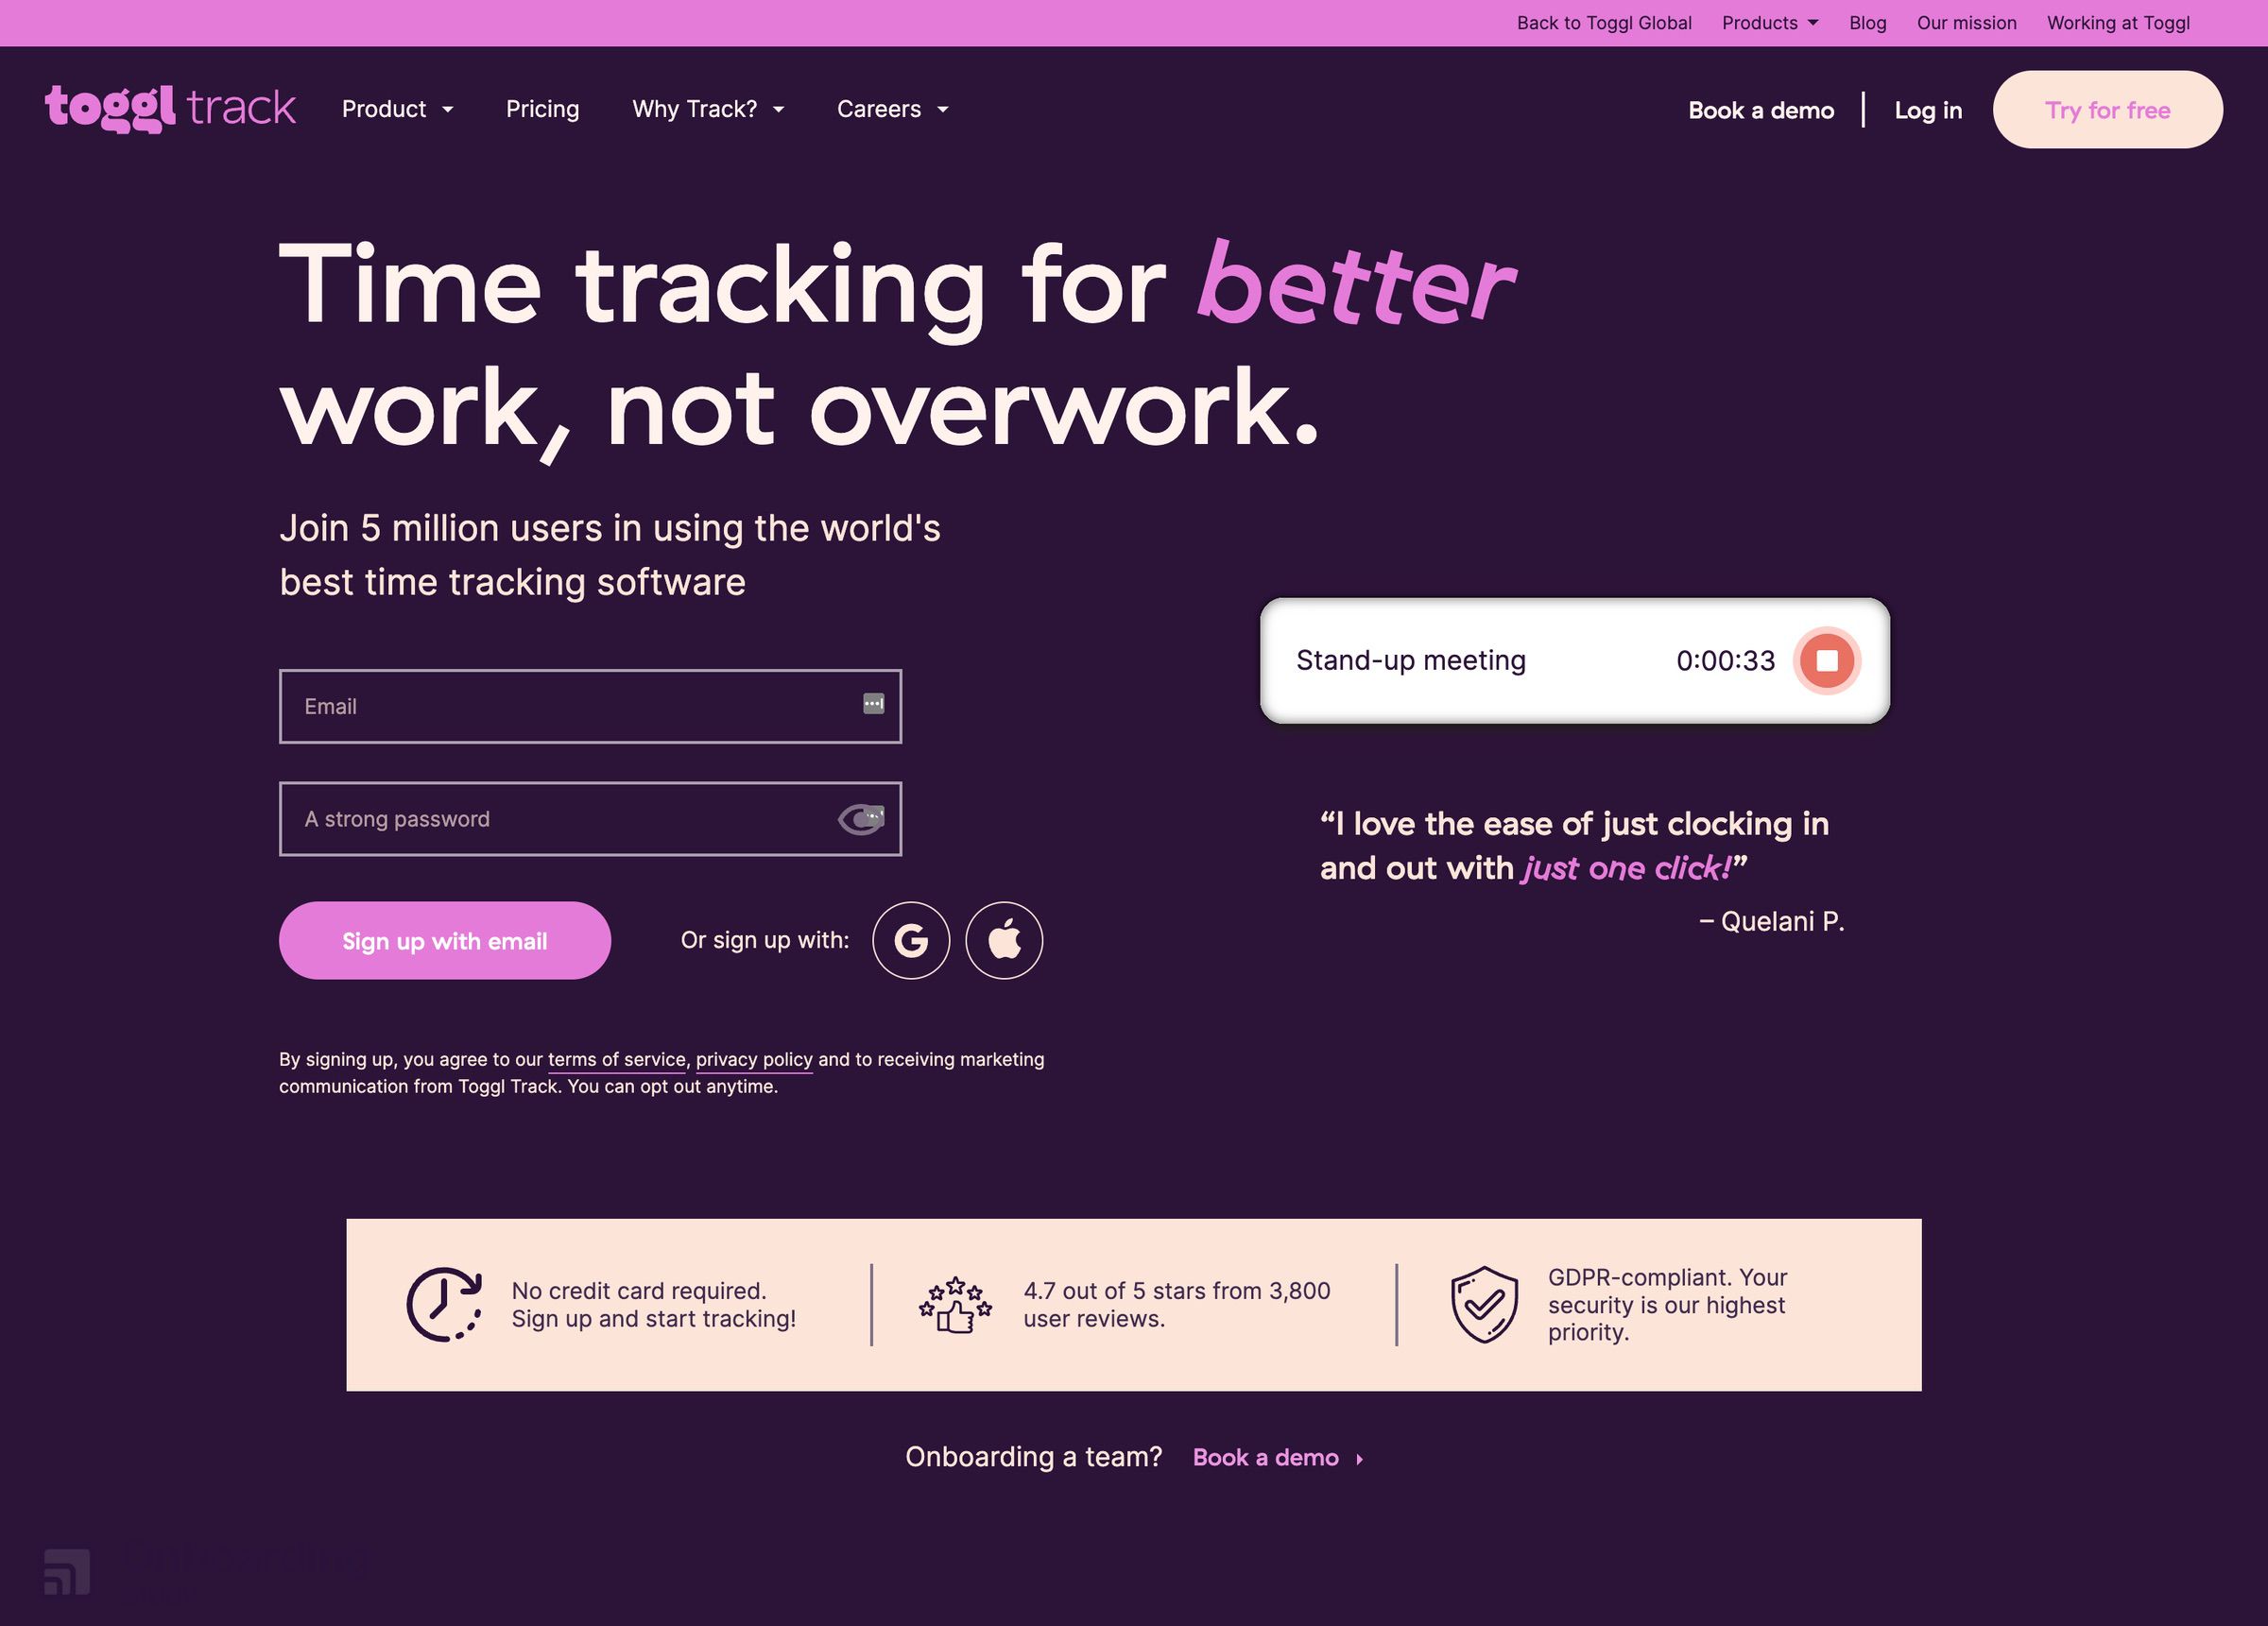 Back to Toggl Global Products Blog Our mission Working at Toggl
toggl track Product Pricing Why Track? Careers Book a demo Log in Try for free
Time tracking for better
work, not overwork.
Join 5 million users in using the world's
best time tracking software
Email
A strong password
Sign up with email Or sign up with:
By signing up, you agree to our terms of service, privacy policy and to receiving marketing
communication from Toggl Track. You can opt out anytime.
Stand-up meeting 0:00:33
“I love the ease of just clocking in
and out with just one click!”
– Quelani P.
No credit card required.
Sign up and start tracking!
4.7 out of 5 stars from 3,800
user reviews.
GDPR-compliant. Your
security is our highest
priority.
Onboarding a team? Book a demo